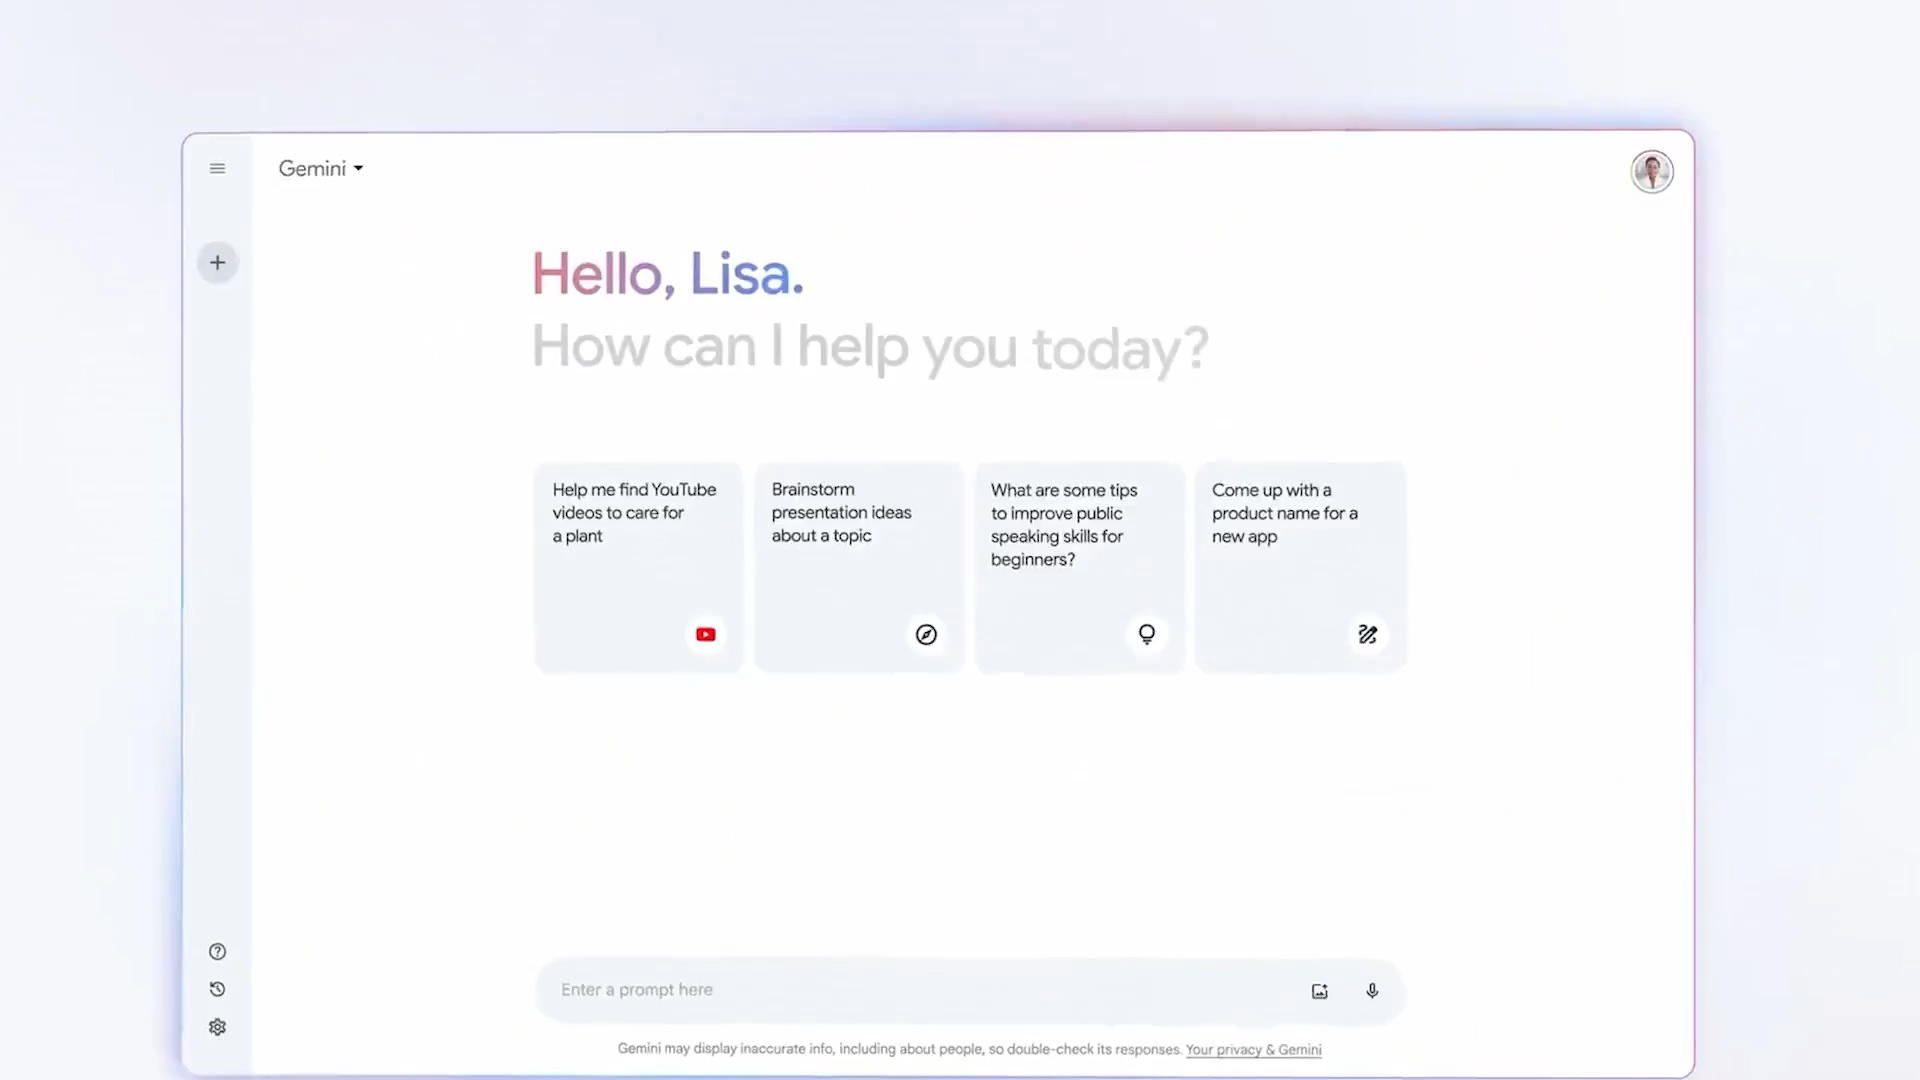 Gemini
Hello, Lisa.
How can I help you today?
Help me find YouTube
videos to care for
a plant
Brainstorm
presentation ideas
about a topic
What are some tips
to improve public
speaking skills for
beginners?
Come up with a
product name for a
new app
Enter a prompt here
Gemini may display inaccurate info, including about people, so double-check its responses. Your privacy & Gemini